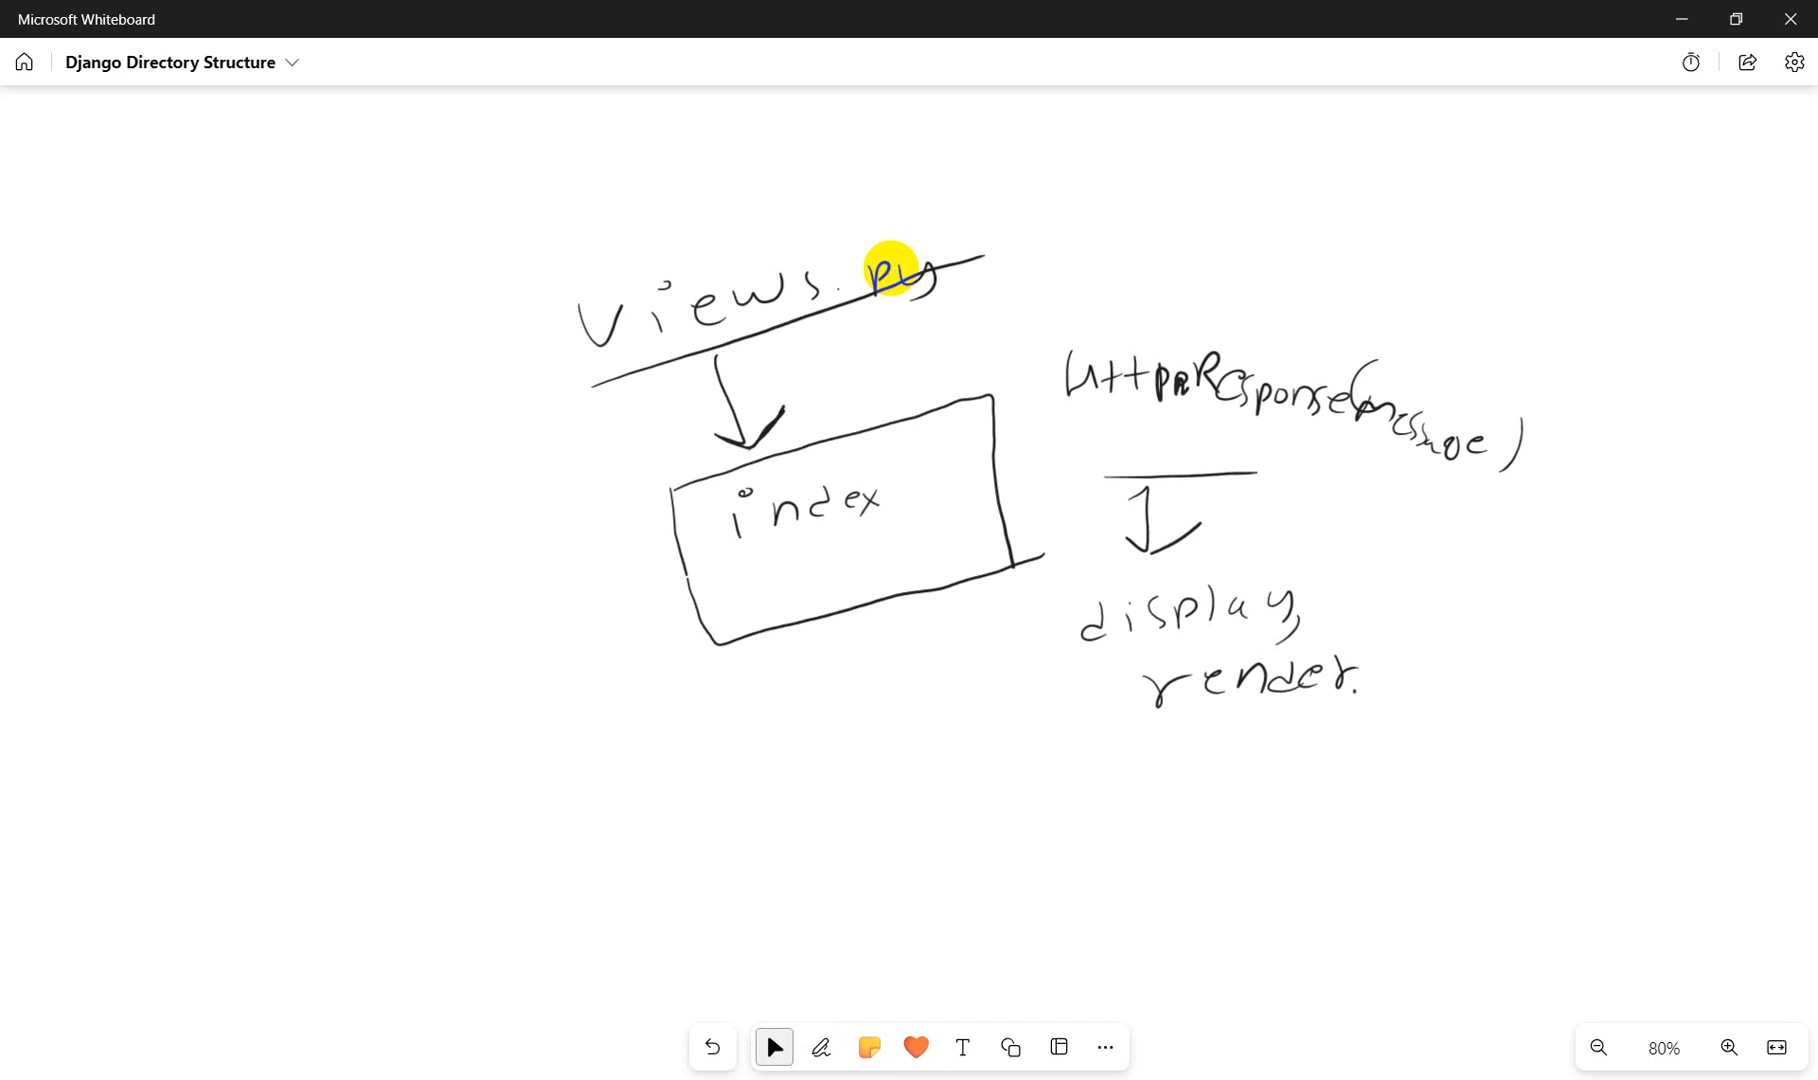 Microsoft Whiteboard
Django Directory Structure
views.py
HttpResponse(message)
index
display,
render.
80%